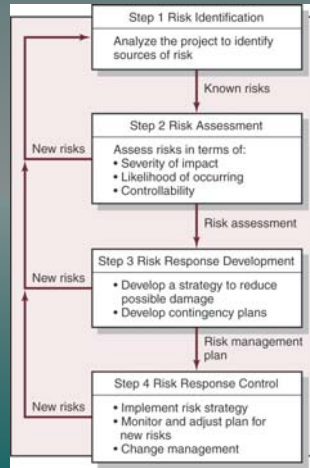 Step 1 Risk Identification
Analyze the project to identify
sources of risk
Known risks
Step 2 Risk Assessment
Assess risks in terms of:
• Severity of impact
• Likelihood of occurring
• Controllability
New risks
Risk assessment
Step 3 Risk Response Development
• Develop a strategy to reduce
possible damage
• Develop contingency plans
New risks
Risk management
plan
Step 4 Risk Response Control
• Implement risk strategy
• Monitor and adjust plan for
new risks
• Change management
New risks